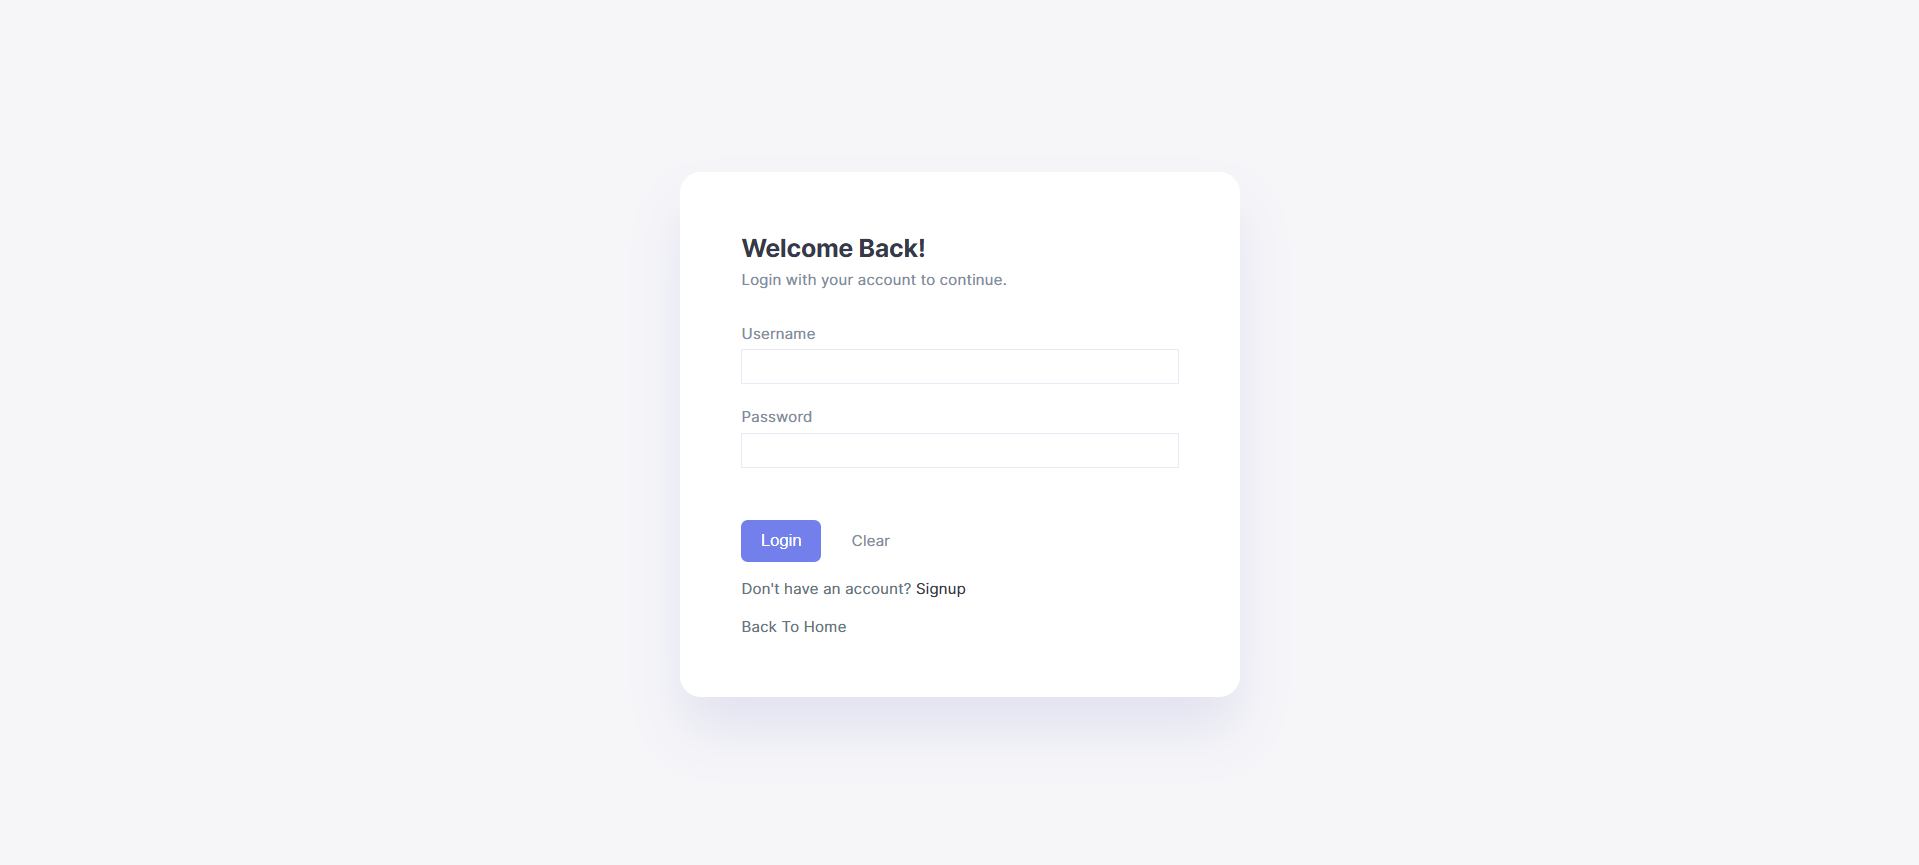 Welcome Back!
Login with your account to continue.
Username
Password
Login Clear
Don't have an account? Signup
Back To Home